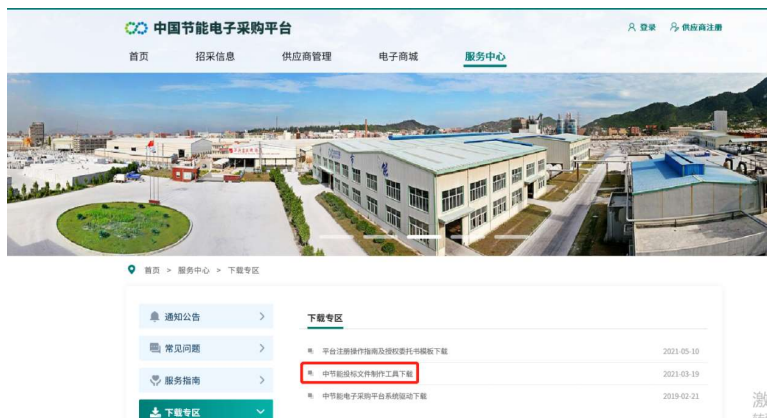 中国节能电子采购平台
登录 供应商注册
首页 招采信息 供应商管理 电子商城 服务中心
首页 > 服务中心 > 下载专区
通知公告
常见问题
服务指南
下载专区
下载专区
平台注册操作指南及授权委托书模板下载 2021-05-10
中节能投标文件制作工具下载 2021-03-19
中节能电子采购平台系统驱动下载 2019-02-21
激